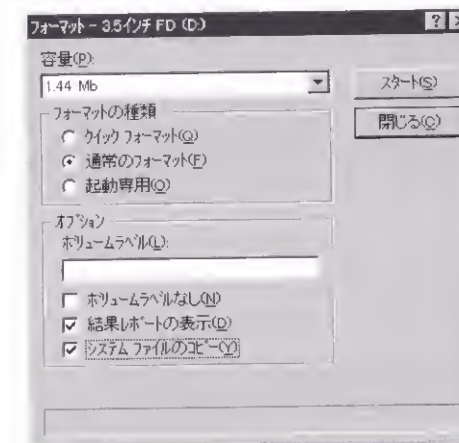 フォーマット - 3.5インチ FD (D:)
容量(P):
1.44 Mb
スタート(S)
閉じる(C)
フォーマットの種類
クイック フォーマット(Q)
通常のフォーマット(F)
起動専用(O)
オプション
ボリュームラベル(L):
ボリュームラベルなし(N)
結果レポートの表示(D)
システム ファイルのコピー(Y)